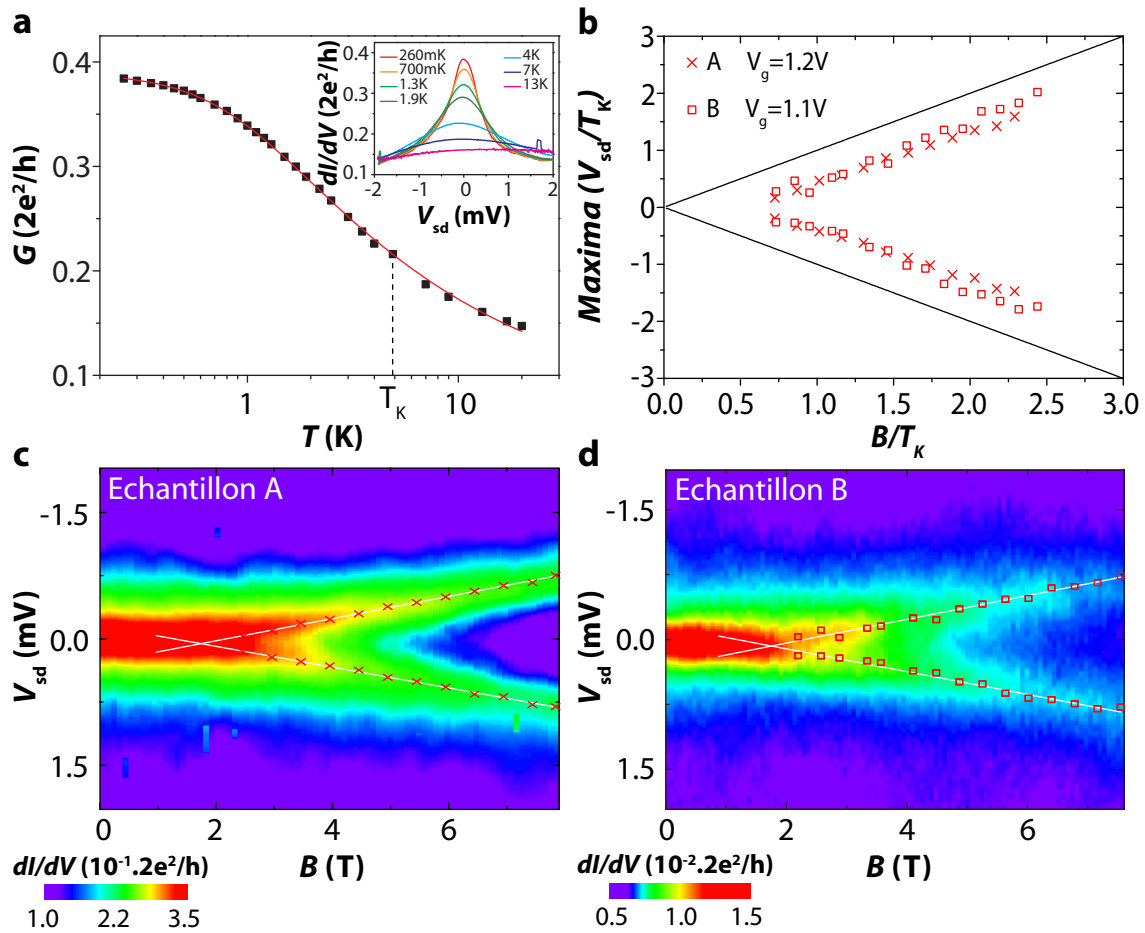 a
G (2e²/h)
0.4
0.3
0.2
0.1
1
T_K
10
T (K)
dI/dV (2e²/h)
0.4
0.3
0.2
0.1
-2
-1
0
1
2
V_sd (mV)
260mK
700mK
1.3K
1.9K
4K
7K
13K
b
Maxima (V_sd/T_K)
3
2
1
0
-1
-2
-3
A V_g=1.2V
B V_g=1.1V
0.0
0.5
1.0
1.5
2.0
2.5
3.0
B/T_K
c
Echantillon A
V_sd (mV)
-1.5
0.0
1.5
0
2
4
6
B (T)
dI/dV (10⁻¹.2e²/h)
1.0
2.2
3.5
d
Echantillon B
V_sd (mV)
-1.5
0.0
1.5
0
2
4
6
B (T)
dI/dV (10⁻².2e²/h)
0.5
1.0
1.5